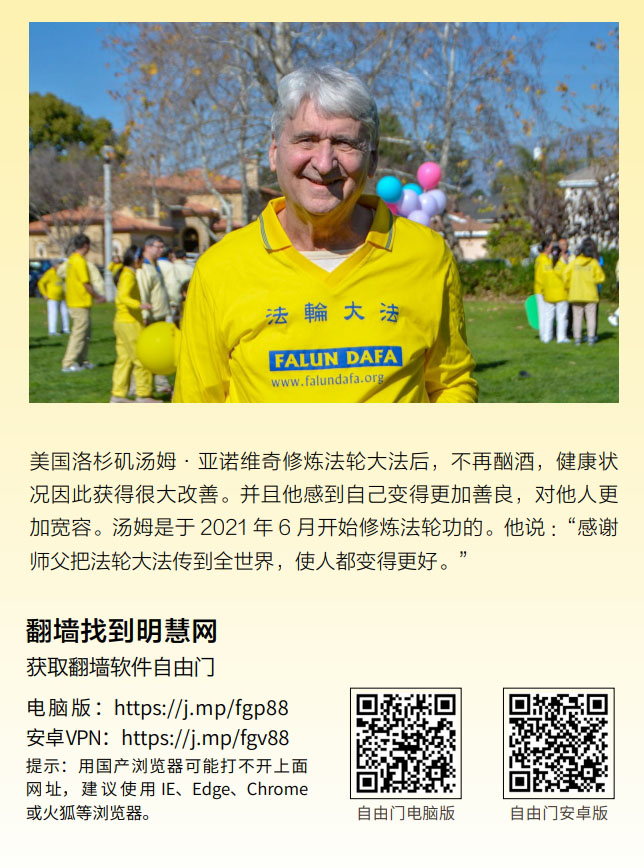 法輪大法
FALUN DAFA
www.falundafa.org
美国洛杉矶汤姆·亚诺维奇修炼法轮大法后，不再酗酒，健康状
况因此获得很大改善。并且他感到自己变得更加善良，对他人更
加宽容。汤姆是于 2021 年 6 月开始修炼法轮功的。他说：“感谢
师父把法轮大法传到全世界，使人都变得更好。”
翻墙找到明慧网
获取翻墙软件自由门
电脑版：https://j.mp/fgp88
安卓VPN：https://j.mp/fgv88
提示：用国产浏览器可能打不开上面
网址，建议使用 IE、Edge、Chrome
或火狐等浏览器。
自由门电脑版
自由门安卓版